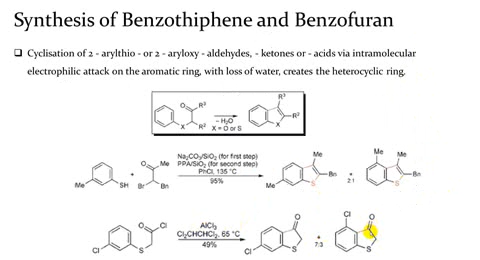 Synthesis of Benzothiphene and Benzofuran
❑ Cyclisation of 2 - arylthio - or 2 - aryloxy - aldehydes, - ketones or - acids via intramolecular
electrophilic attack on the aromatic ring, with loss of water, creates the heterocyclic ring.
O R³ X R² - H₂O X = O or S R³ R² X
Me SH + O Me Br Bn Na₂CO₃/SiO₂ (for first step) PPA/SiO₂ (for second step) PhCl, 135 °C 95% Me Me S Bn + 2:1 Me Me S Bn
Cl S O Cl AlCl₃ Cl₂CHCHCl₂, 65 °C 49% Cl O S + 7:3 Cl O S